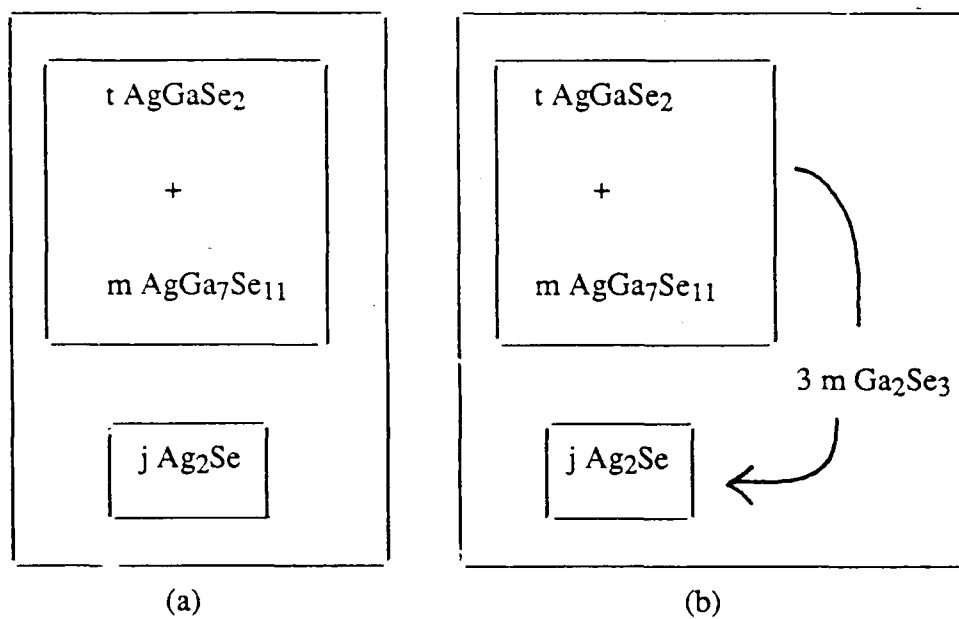 t AgGaSe₂
+
m AgGa₇Se₁₁
j Ag₂Se
(a)
t AgGaSe₂
+
m AgGa₇Se₁₁
3 m Ga₂Se₃
j Ag₂Se
(b)